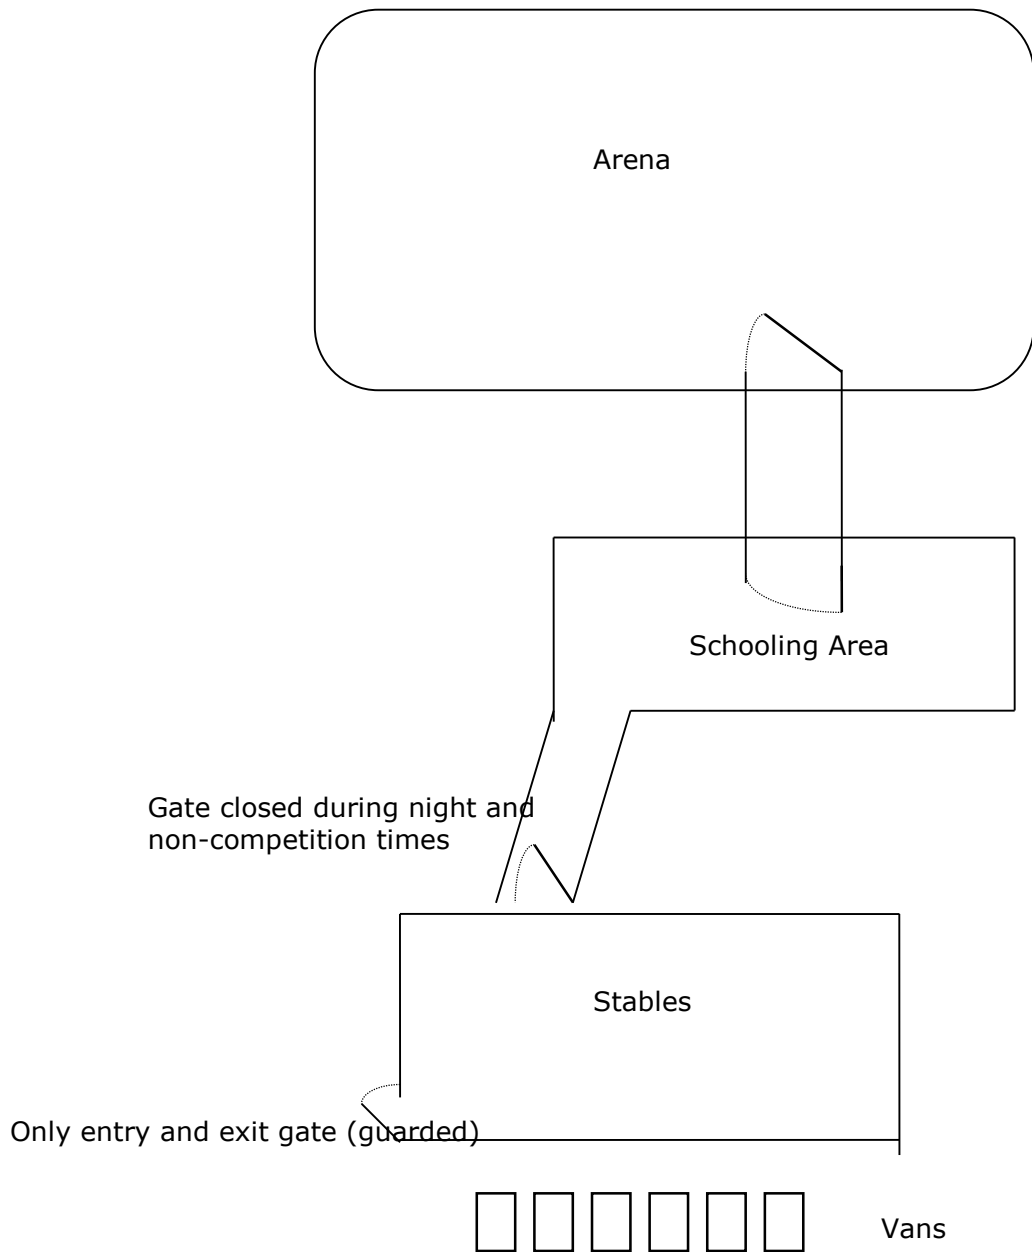 Arena
Schooling Area
Gate closed during night and
non-competition times
Stables
Only entry and exit gate (guarded)
Vans